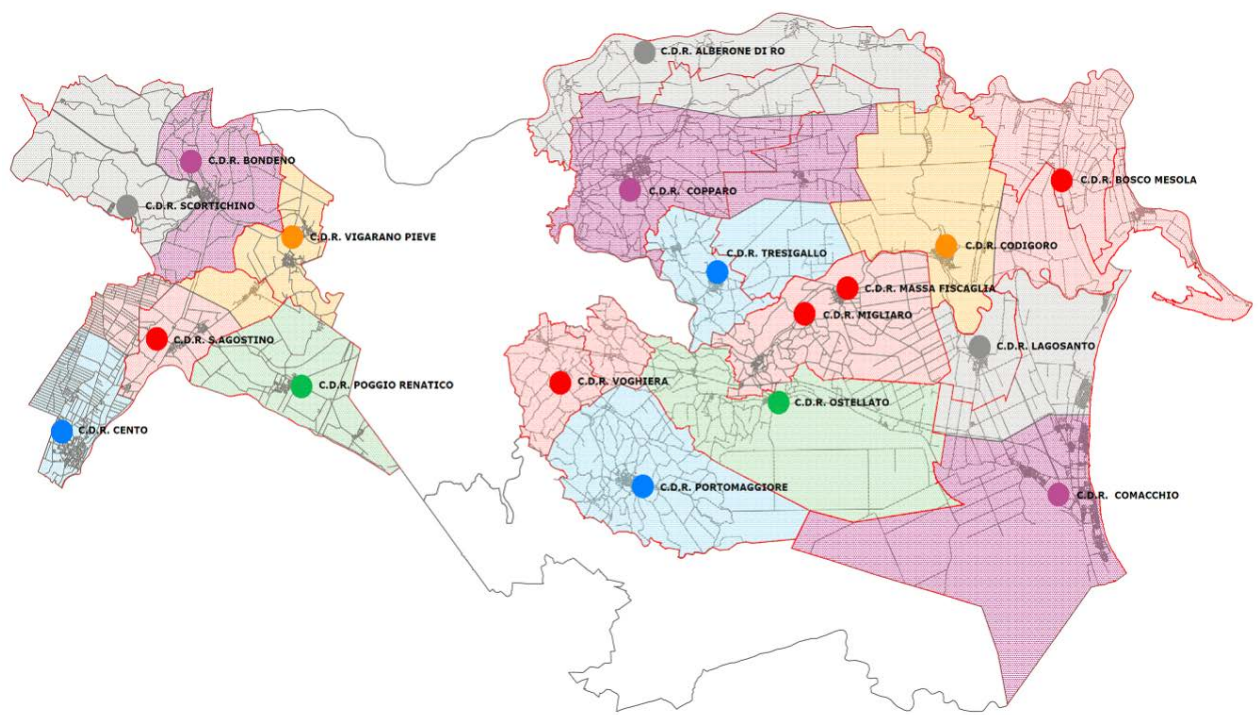 C.D.R. ALBERONE DI RO
C.D.R. BONDENO
C.D.R. BOSCO MESOLA
C.D.R. COPPARO
C.D.R. SCORTICHINO
C.D.R. VIGARANO PIEVE
C.D.R. CODIGORO
C.D.R. TRESIGALLO
C.D.R. MASSA FISCAGLIA
C.D.R. MIGLIARO
C.D.R. S.AGOSTINO
C.D.R. LAGOSANTO
C.D.R. VOGHIERA
C.D.R. POGGIO RENATICO
C.D.R. OSTELLATO
C.D.R. CENTO
C.D.R. PORTOMAGGIORE
C.D.R. COMACCHIO